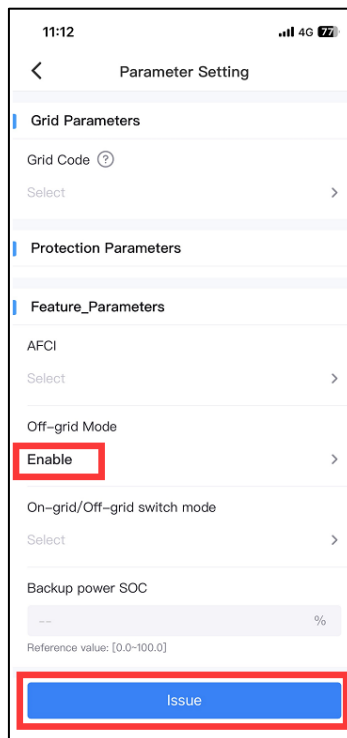 11:12
4G 77
Parameter Setting
Grid Parameters
Grid Code ?
Select
Protection Parameters
Feature_Parameters
AFCI
Select
Off-grid Mode
Enable
On-grid/Off-grid switch mode
Select
Backup power SOC
-- %
Reference value: [0.0~100.0]
Issue